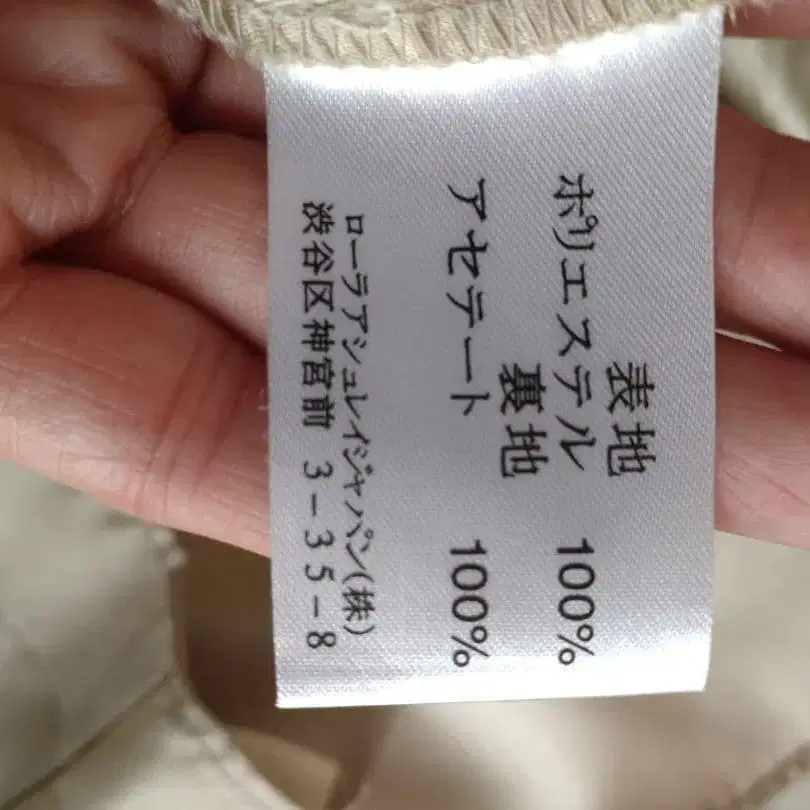 表地
ポリエステル 100%
裏地
アセテート 100%
ローラアシュレイジャパン(株)
渋谷区神宮前 3-35-8